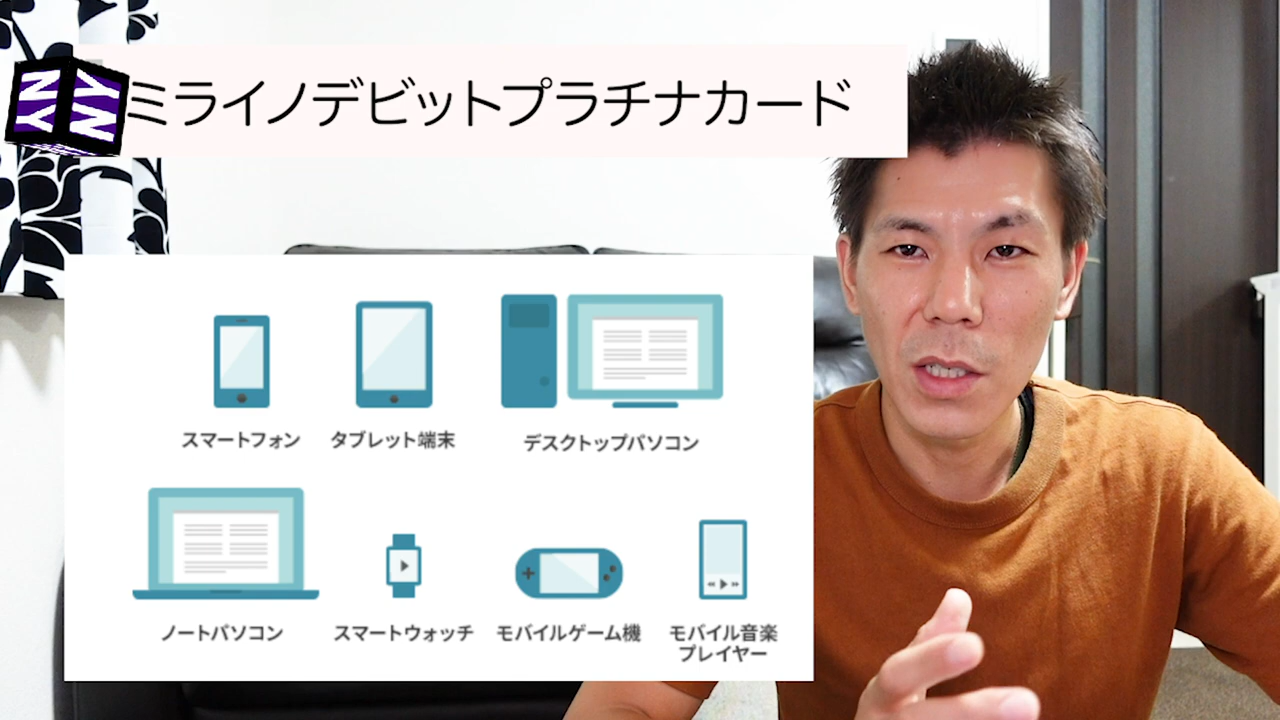 NY
YN
ミライノデビットプラチナカード
スマートフォン
タブレット端末
デスクトップパソコン
ノートパソコン
スマートウォッチ
モバイルゲーム機
モバイル音楽
プレイヤー